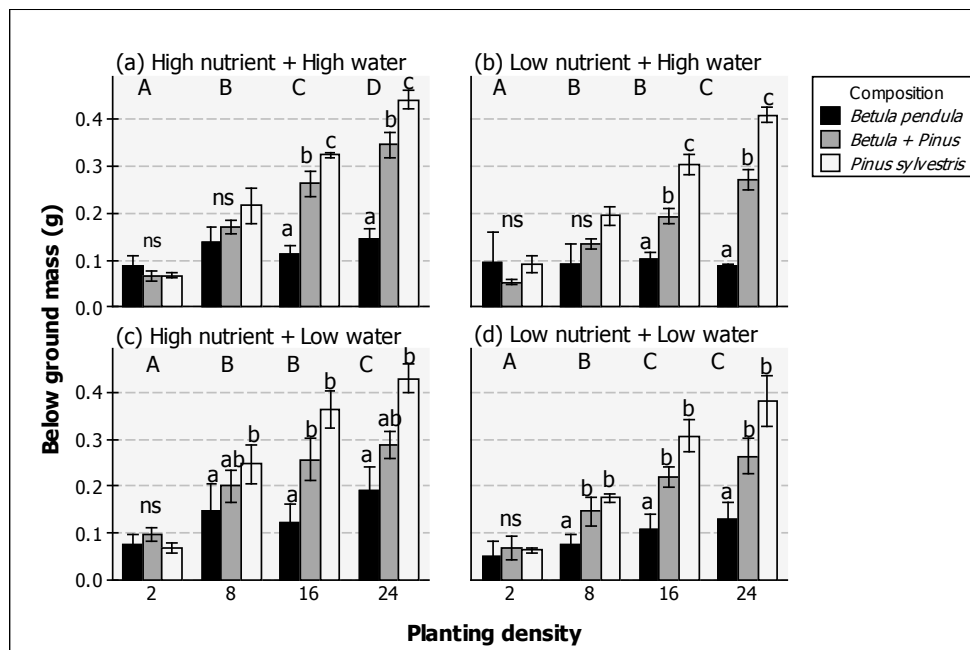 (a) High nutrient + High water
(b) Low nutrient + High water
A B C D
A B B C
Composition
Betula pendula
Betula + Pinus
Pinus sylvestris
c
b
a
c
b
a
ns
ns
c
b
a
c
b
a
ns
ns
0.4
0.3
0.2
0.1
0.0
(c) High nutrient + Low water
(d) Low nutrient + Low water
A B B C
A B C C
b
ab
a
b
b
a
b
ab
a
ns
b
b
a
b
b
a
b
b
a
ns
0.4
0.3
0.2
0.1
0.0
2 8 16 24
2 8 16 24
Below ground mass (g)
Planting density